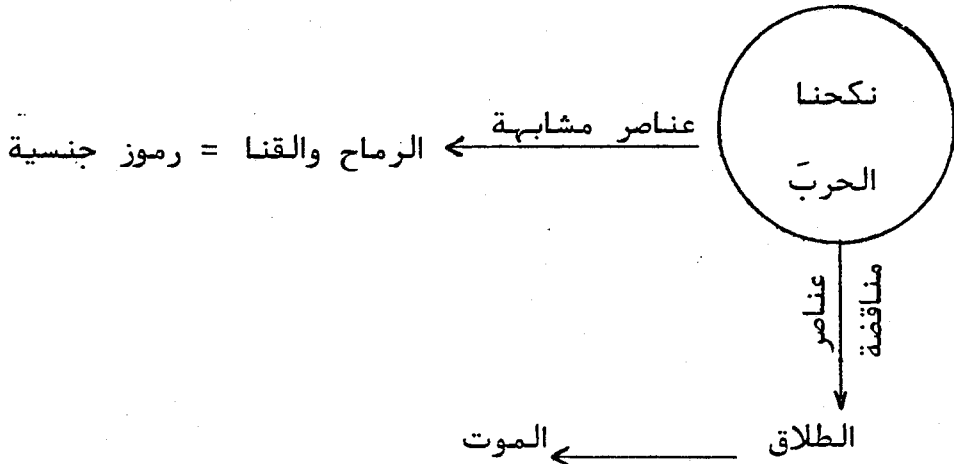 نكحنا
الحربَ
عناصر مشابهة
الرماح والقنا = رموز جنسية
عناصر
مناقضة
الطلاق
الموت